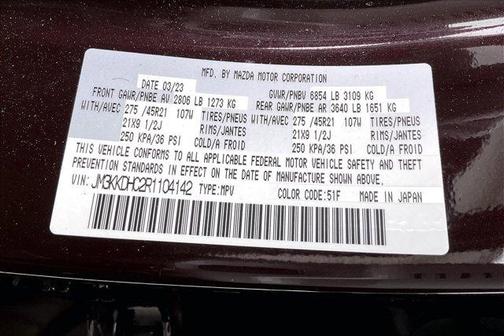 MFD. BY MAZDA MOTOR CORPORATION
DATE 03/23 GVWR/PNBV 6854 LB 3109 KG
FRONT GAWR/PNBE AV 2806 LB 1273 KG REAR GAWR/PNBE AR 3640 LB 1651 KG
WITH/AVEC 275 /45R21 107W TIRES/PNEUS WITH/AVEC 275 /45R21 107W TIRES/PNEUS
21X9 1/2J RIMS/JANTES 21X9 1/2J RIMS/JANTES
250 KPA/36 PSI COLD/A FROID 250 KPA/36 PSI COLD/A FROID
THIS VEHICLE CONFORMS TO ALL APPLICABLE FEDERAL MOTOR VEHICLE SAFETY AND THEFT
PREVENTION STANDARDS IN EFFECT ON THE DATE OF MANUFACTURE SHOWN ABOVE.
VIN: JM3KKDHC2R1104142 TYPE:MPV COLOR CODE:51F MADE IN JAPAN